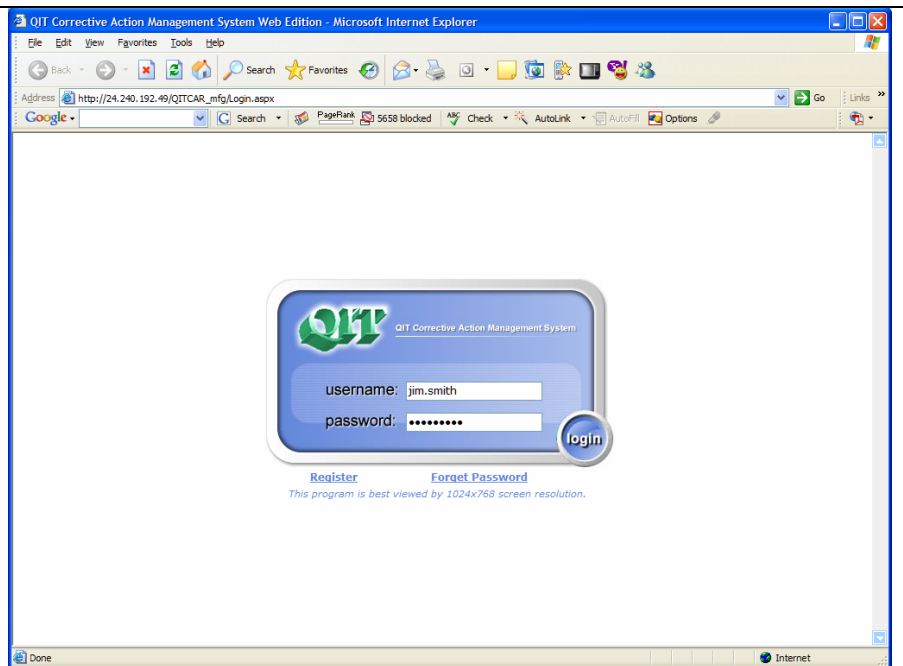 QIT Corrective Action Management System Web Edition - Microsoft Internet Explorer
File Edit View Favorites Tools Help
Back Search Favorites
Address http://24.240.192.49/QITCAR_mfg/Login.aspx Go Links »
Google Search PageRank 5658 blocked ABC Check AutoLink AutoFill Options
QIT QIT Corrective Action Management System
username: jim.smith
password: •••••••••
login
Register Forget Password
This program is best viewed by 1024x768 screen resolution.
Done Internet